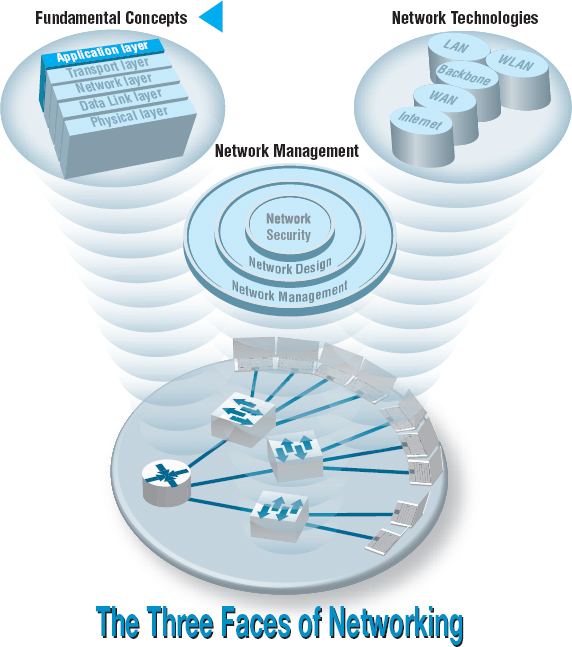 Fundamental Concepts
Network Technologies
Application layer
Transport layer
Network layer
Data Link layer
Physical layer
LAN
WLAN
Backbone
WAN
Internet
Network Management
Network
Security
Network Design
Network Management
The Three Faces of Networking